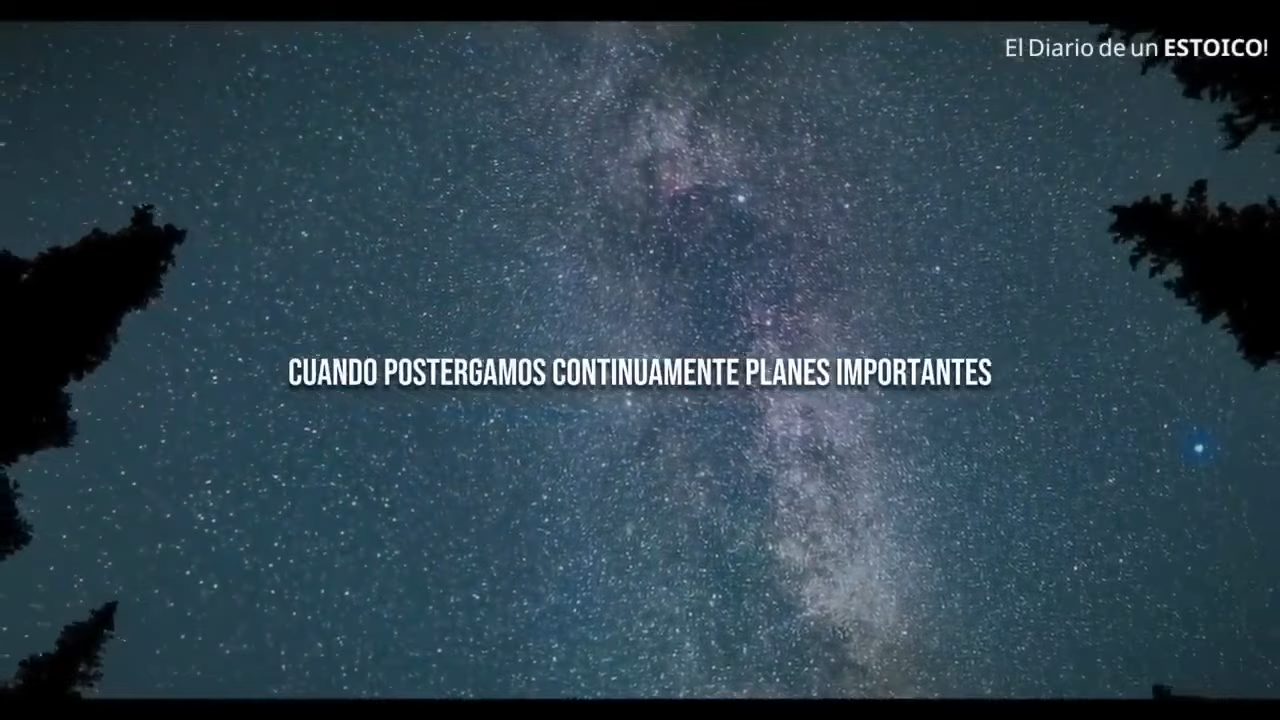 El Diario de un ESTOICO!
CUANDO POSTERGAMOS CONTINUAMENTE PLANES IMPORTANTES